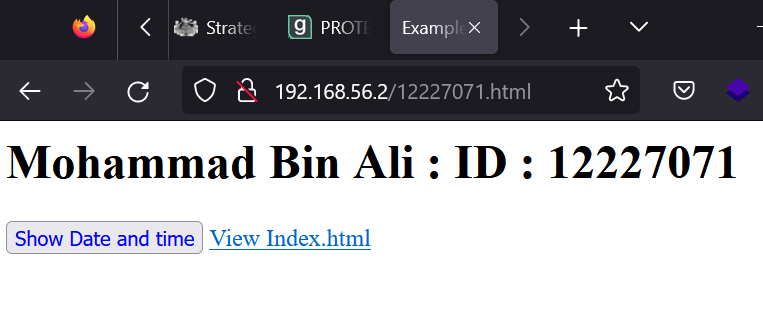 Strate
PROTE
Example
192.168.56.2/12227071.html
Mohammad Bin Ali : ID : 12227071
Show Date and time View Index.html